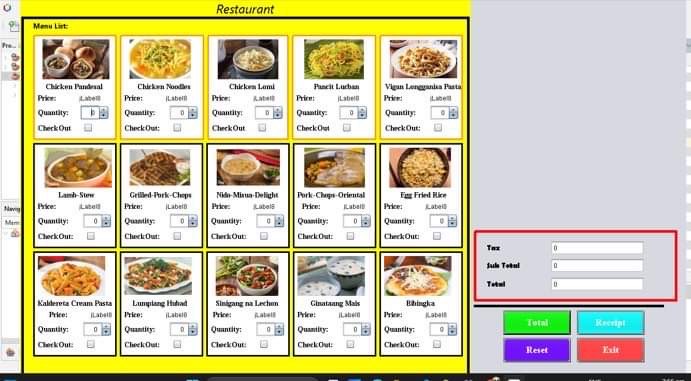 Restaurant
Menu List:
Pro...
Chicken Pandesal
Chicken Noodles
Chicken Lomi
Pancit Lucban
Vigan Longganisa Pasta
Price: jLabel8
Price: jLabel8
Price: jLabel8
Price: jLabel8
Price: jLabel8
Quantity: 0
Quantity: 0
Quantity: 0
Quantity: 0
Quantity: 0
CheckOut
CheckOut:
CheckOut
CheckOut:
CheckOut:
Lamb-Stew
Grilled-Pork-Chops
Nido-Misua-Delight
Pork-Chops-Oriental
Egg Fried Rice
Price: jLabel8
Price: jLabel8
Price: jLabel8
Price: jLabel8
Price: jLabel8
Quantity: 0
Quantity: 0
Quantity: 0
Quantity: 0
Quantity: 0
CheckOut:
CheckOut:
CheckOut:
CheckOut:
CheckOut:
Navig
Mem
Kaldereta Cream Pasta
Lumpiang Hubad
Sinigang na Lechon
Ginataang Mais
Bibingka
Price: jLabel8
Price: jLabel8
Price: jLabel8
Price: jLabel8
Price: jLabel8
Quantity: 0
Quantity: 0
Quantity: 0
Quantity: 0
Quantity: 0
CheckOut:
CheckOut:
CheckOut:
CheckOut:
CheckOut:
Tax 0
Sub Total 0
Total 0
Total
Receipt
Reset
Exit